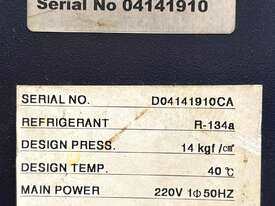 Serial No 04141910
SERIAL NO. D04141910CA
REFRIGERANT R-134a
DESIGN PRESS. 14 kgf/㎠
DESIGN TEMP. 40℃
MAIN POWER 220V 1Φ50HZ